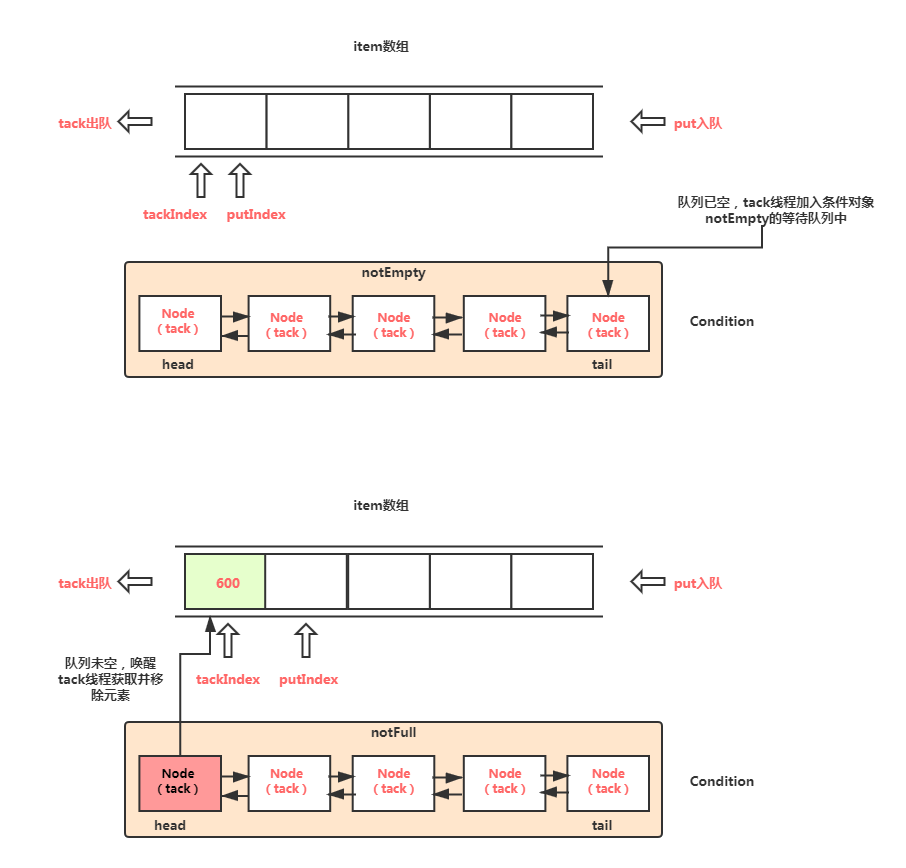 item数组
tack出队
put入队
tackIndex
putIndex
队列已空，tack线程加入条件对象
notEmpty的等待队列中
notEmpty
Node
（tack）
Node
（tack）
Node
（tack）
Node
（tack）
Node
（tack）
head
tail
Condition
item数组
tack出队
600
put入队
队列未空，唤醒
tack线程获取并移
除元素
tackIndex
putIndex
notFull
Node
（tack）
Node
（tack）
Node
（tack）
Node
（tack）
Node
（tack）
head
tail
Condition